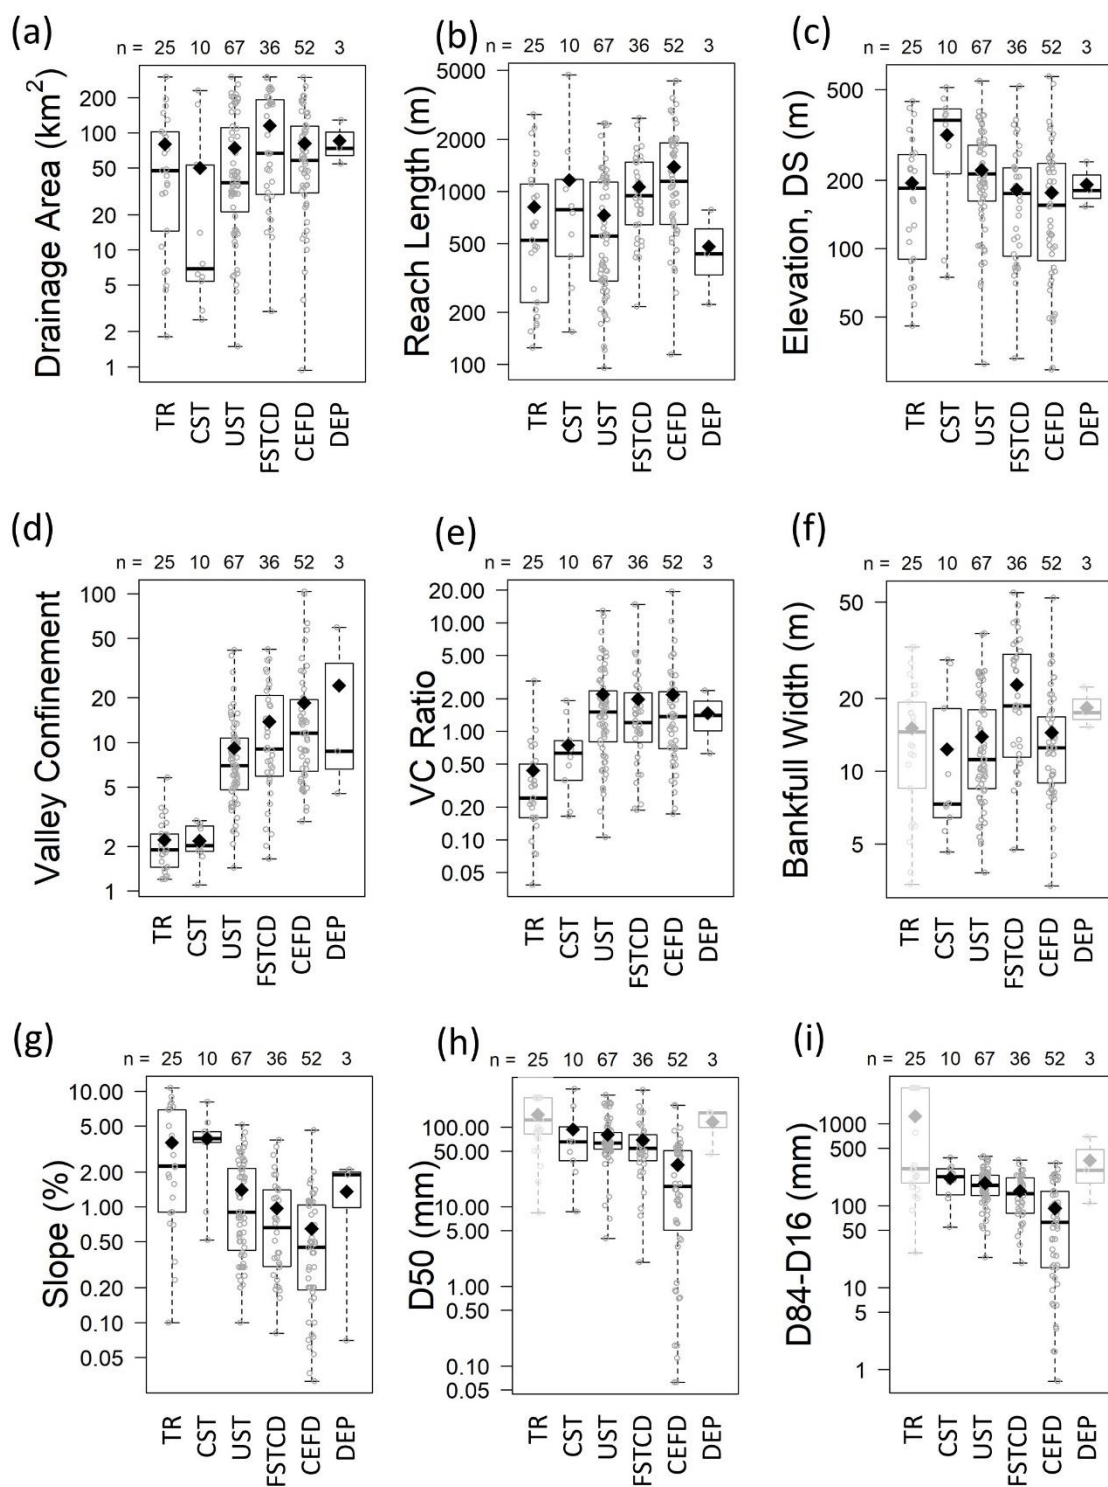 (a)
n = 25 10 67 36 52 3
Drainage Area (km2)
200
100
50
20
10
5
2
1
TR CST UST FSTCD CEFD DEP
(b)
n = 25 10 67 36 52 3
Reach Length (m)
5000
2000
1000
500
200
100
TR CST UST FSTCD CEFD DEP
(c)
n = 25 10 67 36 52 3
Elevation, DS (m)
500
200
100
50
TR CST UST FSTCD CEFD DEP
(d)
n = 25 10 67 36 52 3
Valley Confinement
100
50
20
10
5
2
1
TR CST UST FSTCD CEFD DEP
(e)
n = 25 10 67 36 52 3
VC Ratio
20.00
10.00
5.00
2.00
1.00
0.50
0.20
0.10
0.05
TR CST UST FSTCD CEFD DEP
(f)
n = 25 10 67 36 52 3
Bankfull Width (m)
50
20
10
5
TR CST UST FSTCD CEFD DEP
(g)
n = 25 10 67 36 52 3
Slope (%)
10.00
5.00
2.00
1.00
0.50
0.20
0.10
0.05
TR CST UST FSTCD CEFD DEP
(h)
n = 25 10 67 36 52 3
D50 (mm)
100.00
50.00
10.00
5.00
1.00
0.50
0.10
0.05
TR CST UST FSTCD CEFD DEP
(i)
n = 25 10 67 36 52 3
D84-D16 (mm)
1000
500
100
50
10
5
1
TR CST UST FSTCD CEFD DEP